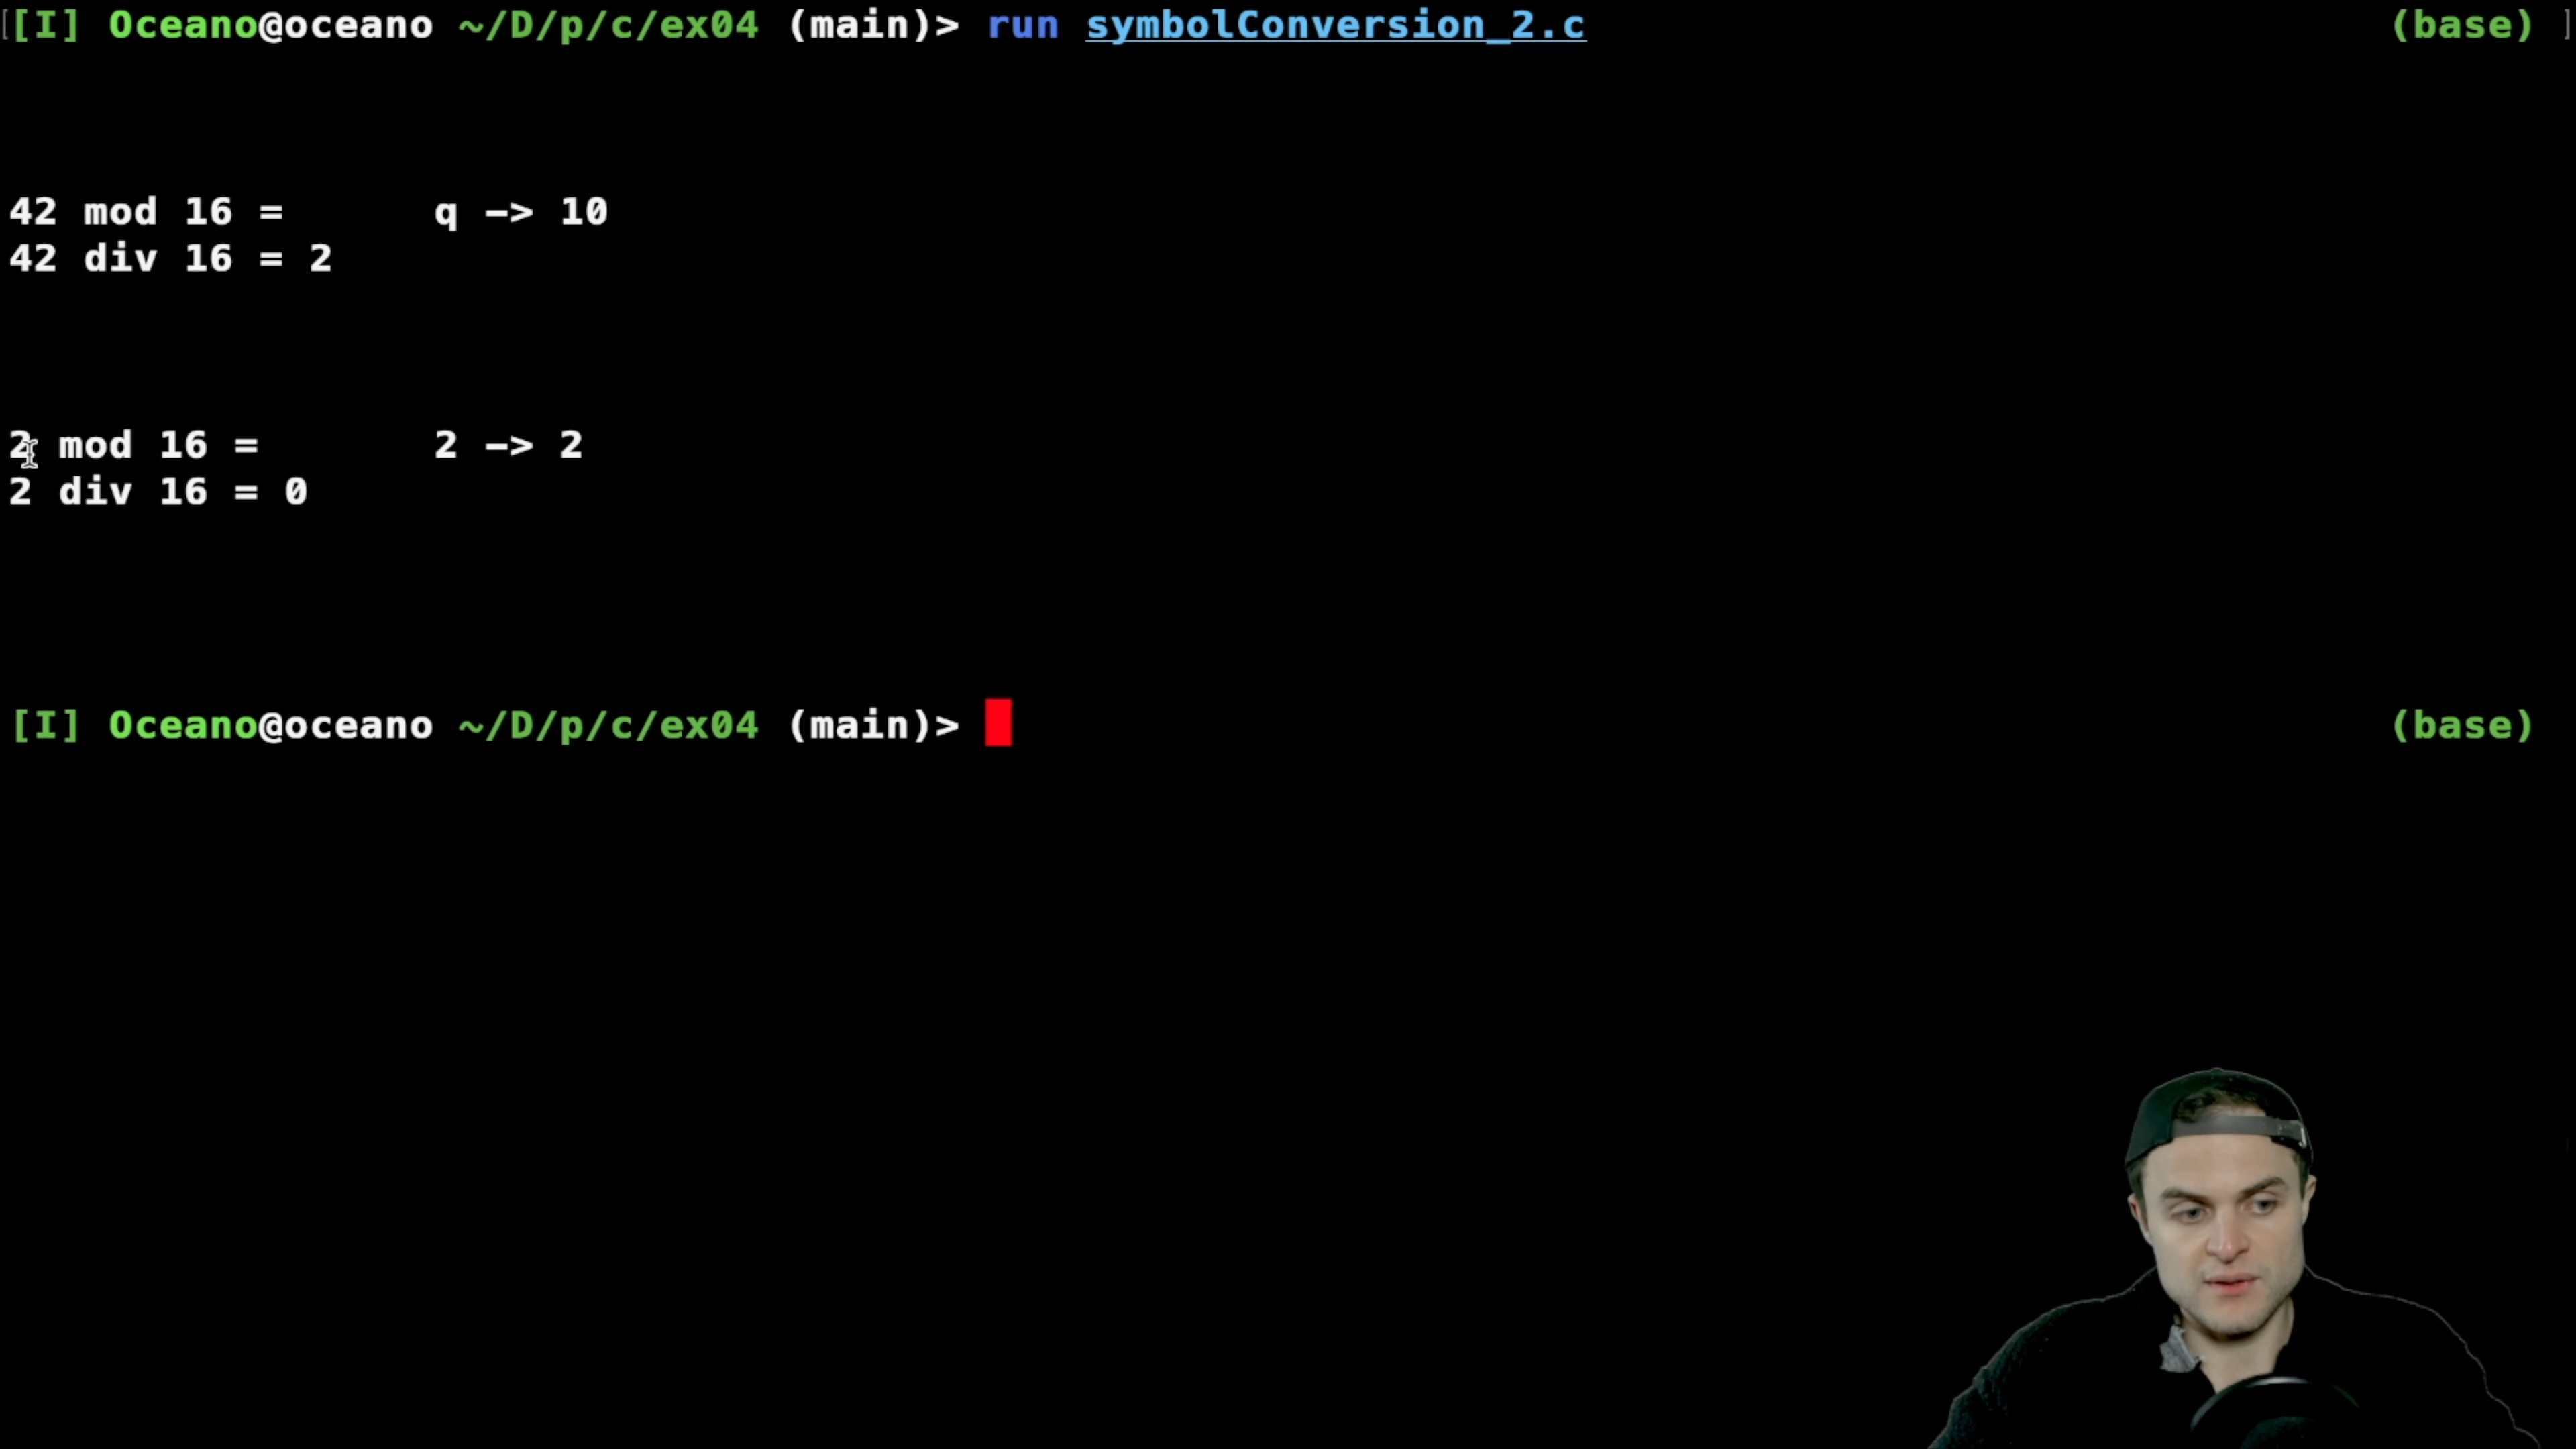 [I] Oceano@oceano ~/D/p/c/ex04 (main)> run symbolConversion_2.c (base)
42 mod 16 = q -> 10
42 div 16 = 2
2 mod 16 = 2 -> 2
2 div 16 = 0
[I] Oceano@oceano ~/D/p/c/ex04 (main)> (base)